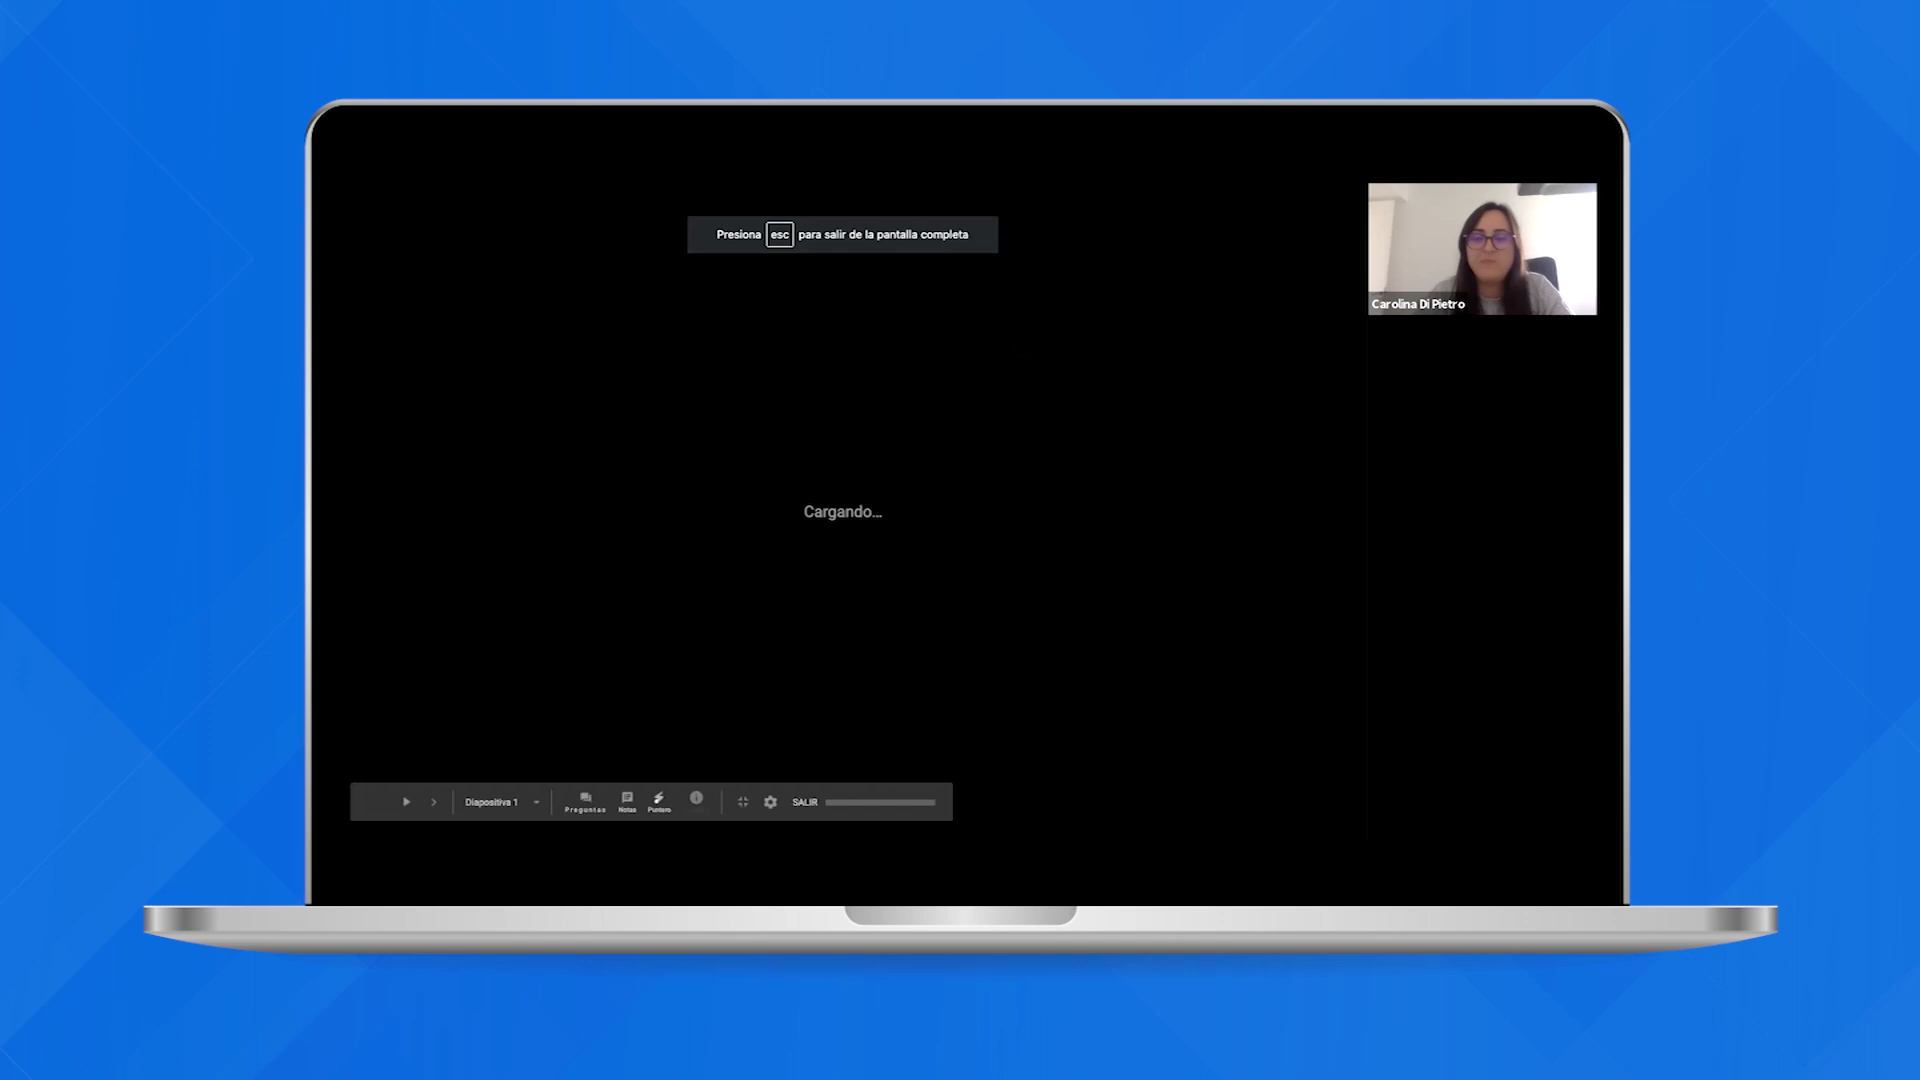 Presiona esc para salir de la pantalla completa
Carolina Di Pietro
Cargando...
Diapositiva 1
Preguntas
Notas
Puntero
SALIR